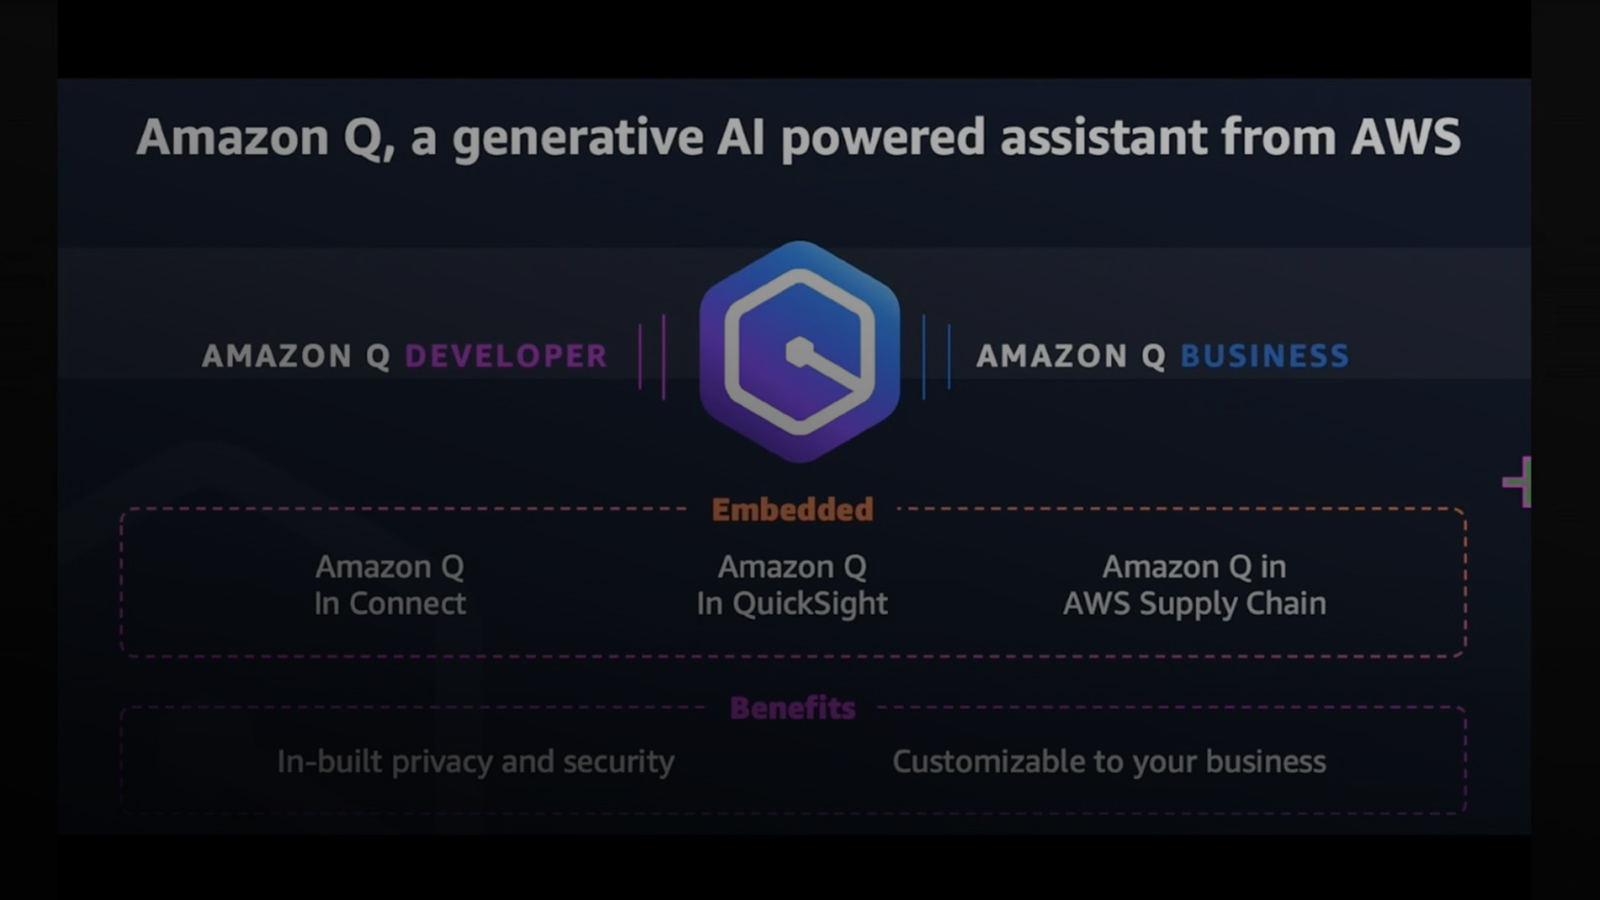 Amazon Q, a generative AI powered assistant from AWS
AMAZON Q DEVELOPER
AMAZON Q BUSINESS
Embedded
Amazon Q
In Connect
Amazon Q
In QuickSight
Amazon Q in
AWS Supply Chain
Benefits
In-built privacy and security
Customizable to your business